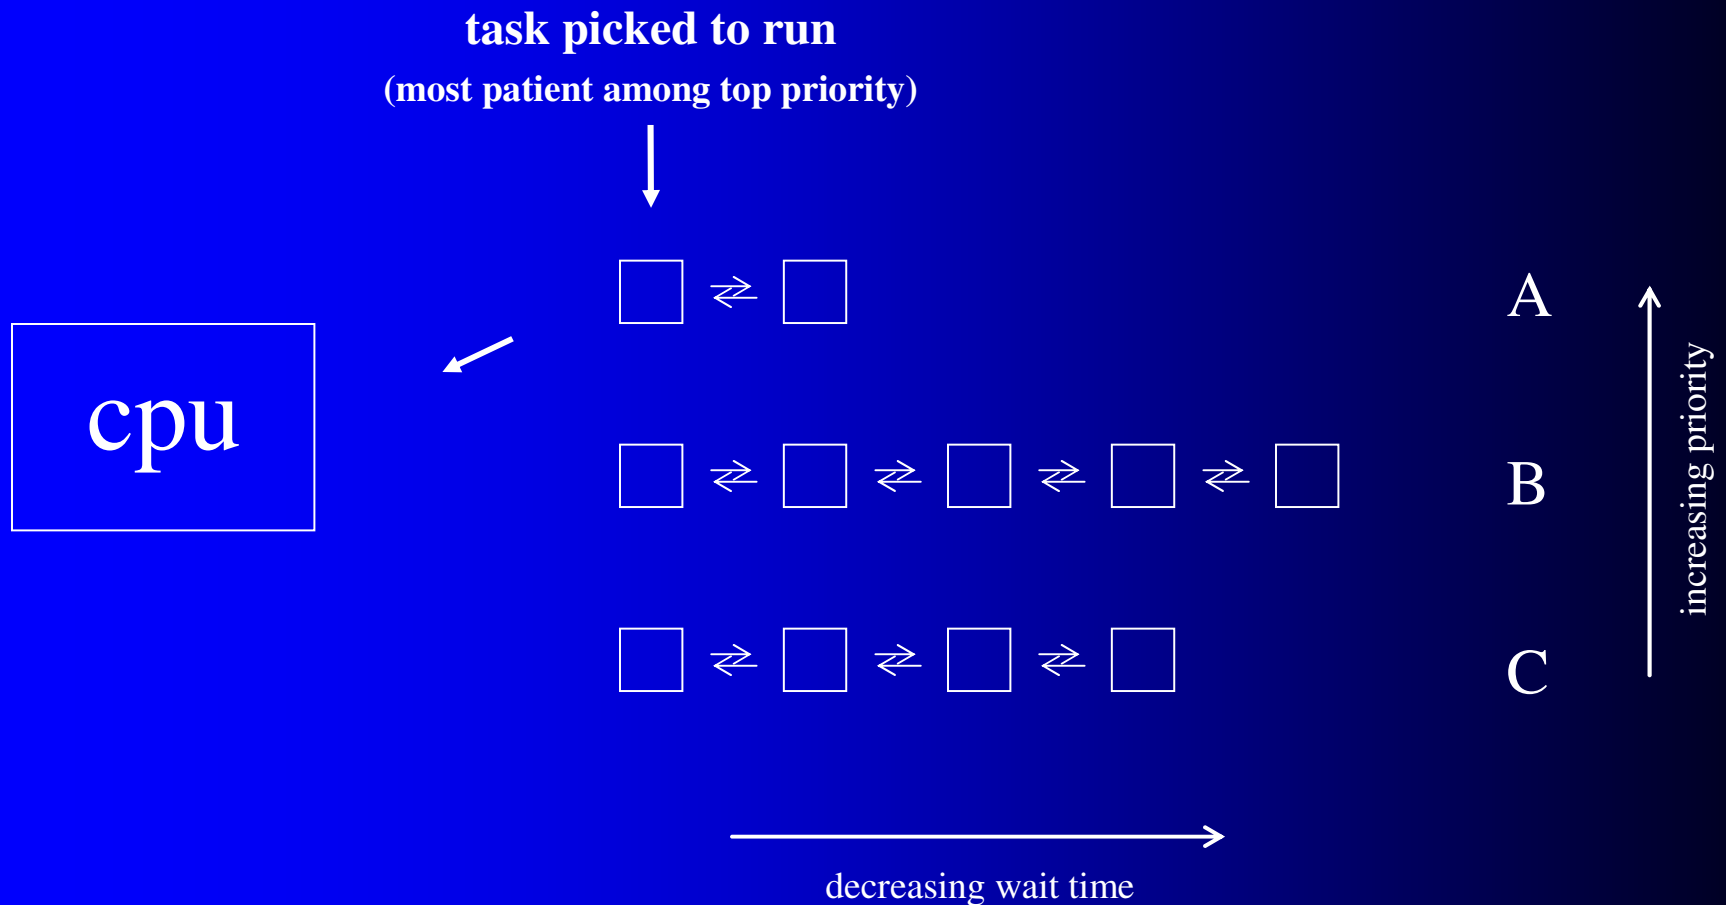 task picked to run
(most patient among top priority)
A
cpu
B
increasing priority
C
decreasing wait time